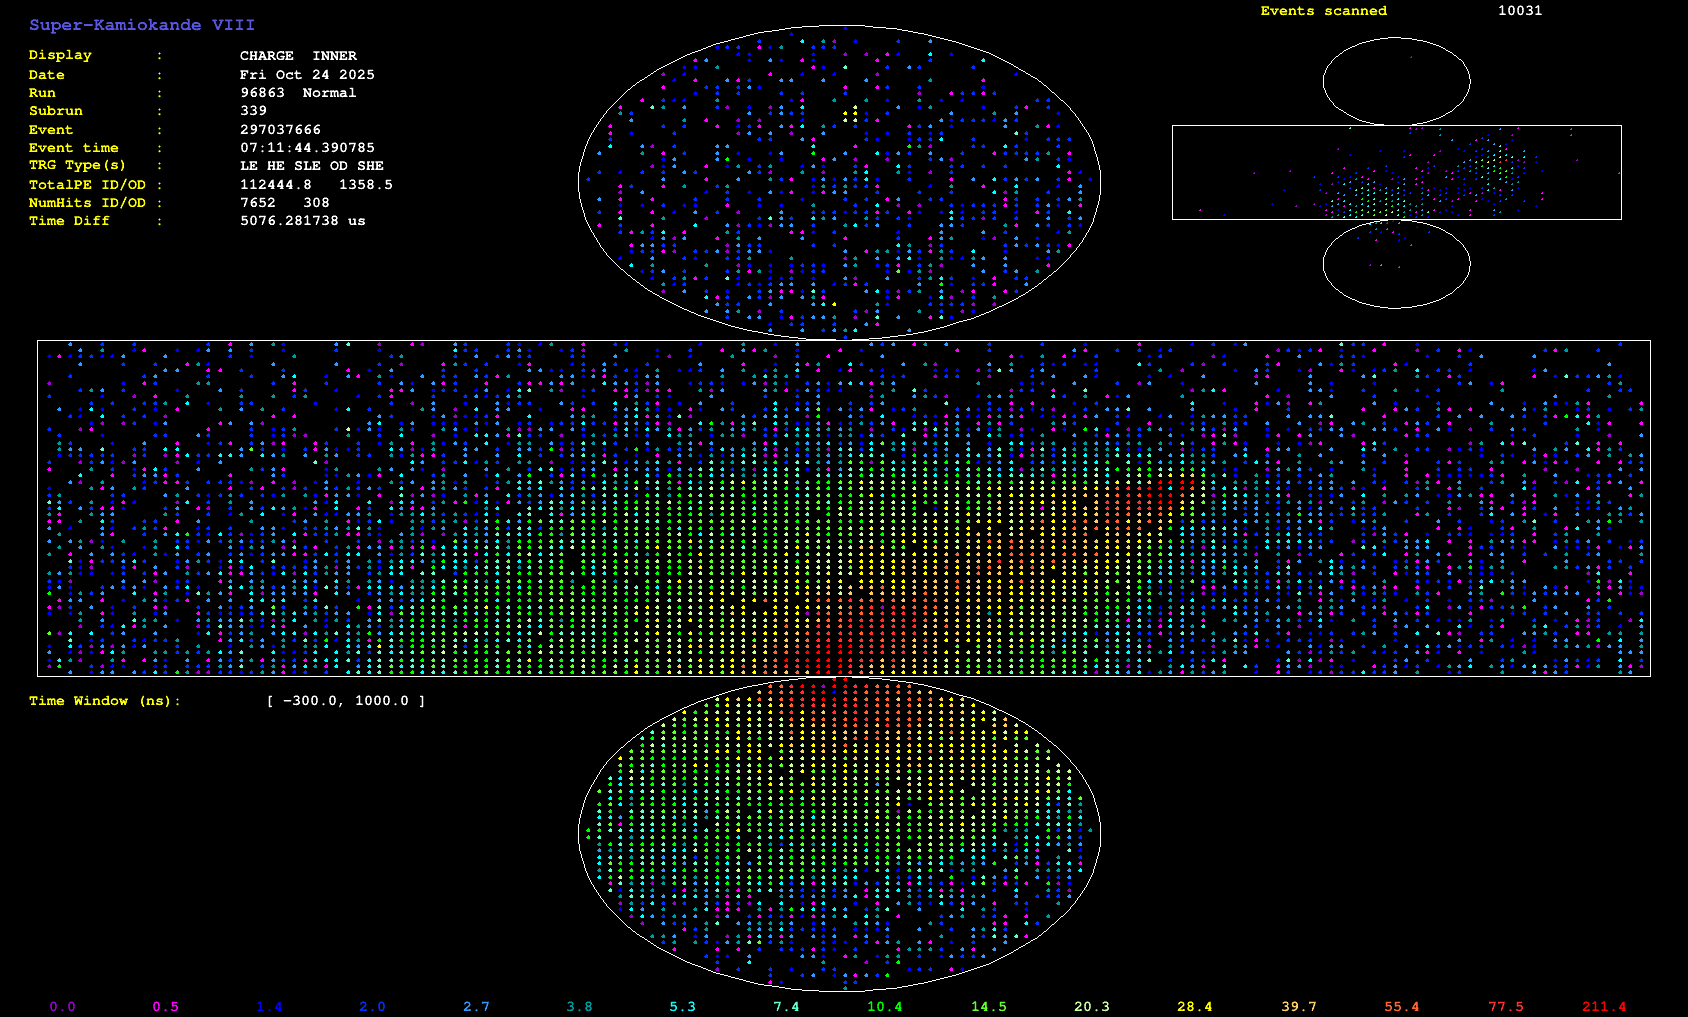 Super-Kamiokande VIII
Events scanned 10031
Display : CHARGE INNER
Date : Fri Oct 24 2025
Run : 96863 Normal
Subrun : 339
Event : 297037666
Event time : 07:11:44.390785
TRG Type(s) : LE HE SLE OD SHE
TotalPE ID/OD : 112444.8 1358.5
NumHits ID/OD : 7652 308
Time Diff : 5076.281738 us
Time Window (ns): [ -300.0, 1000.0 ]
0.0 0.5 1.4 2.0 2.7 3.8 5.3 7.4 10.4 14.5 20.3 28.4 39.7 55.4 77.5 211.4